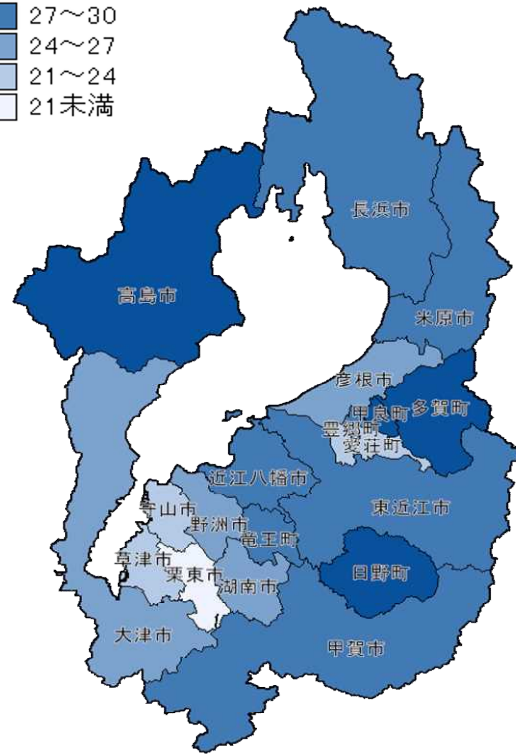 27～30
24～27
21～24
21未満
長浜市
高島市
米原市
彦根市
甲良町
多賀町
豊郷町
愛荘町
近江八幡市
東近江市
守山市
野洲市
竜王町
草津市
栗東市
湖南市
日野町
大津市
甲賀市